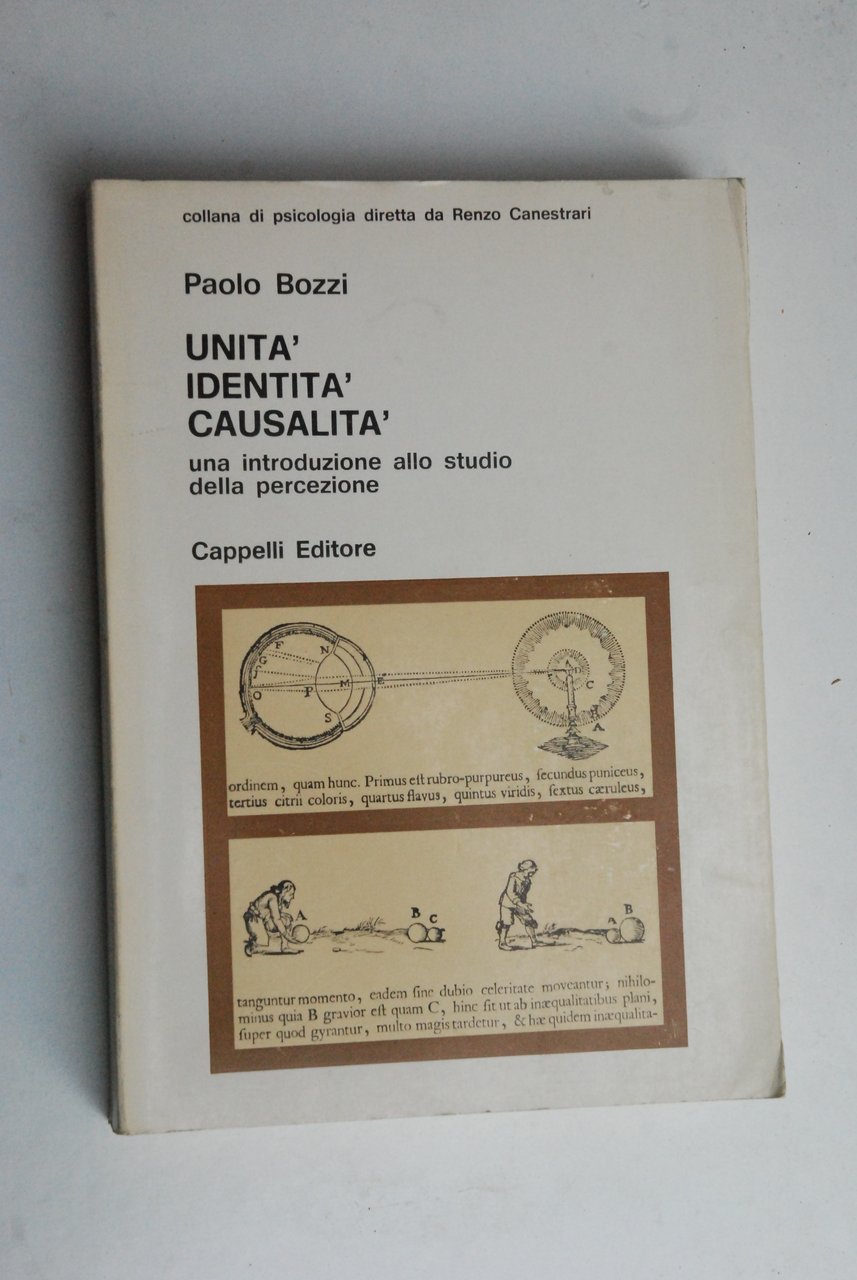 collana di psicologia diretta da Renzo Canestrari
Paolo Bozzi
UNITA'
IDENTITA'
CAUSALITA'
una introduzione allo studio
della percezione
Cappelli Editore
F
G
N
O
P
M
E
S
A
D
C
B
A
ordinem, quam hunc. Primus eſt rubro-purpureus, ſecundus puniceus,
tertius citrii coloris, quartus flavus, quintus viridis, ſextus cæruleus,
A
B
C
A
B
tanguntur momento, eadem ſine dubio celeritate moveantur; nihilo-
minus quia B gravior eſt quam C, hinc fit ut ab inæqualitatibus plani,
ſuper quod gyrantur, multo magis tardetur, & hæ quidem inæqualita-